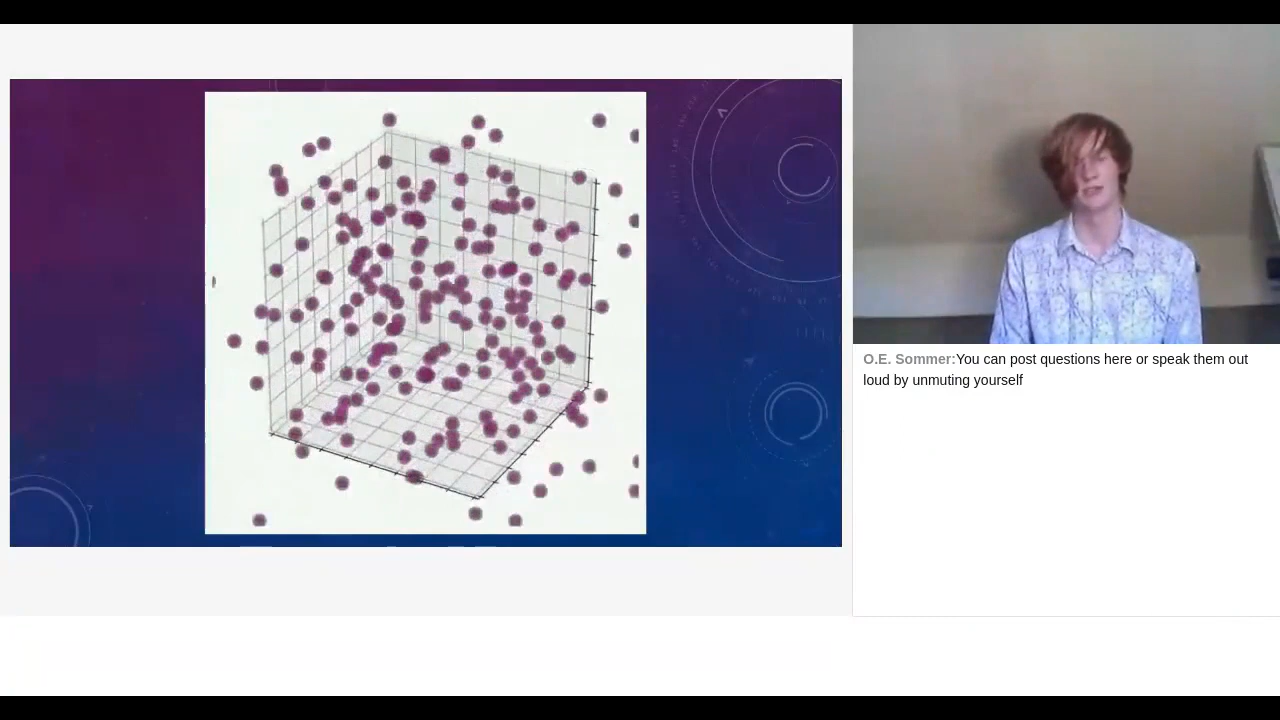 O.E. Sommer:You can post questions here or speak them out
loud by unmuting yourself